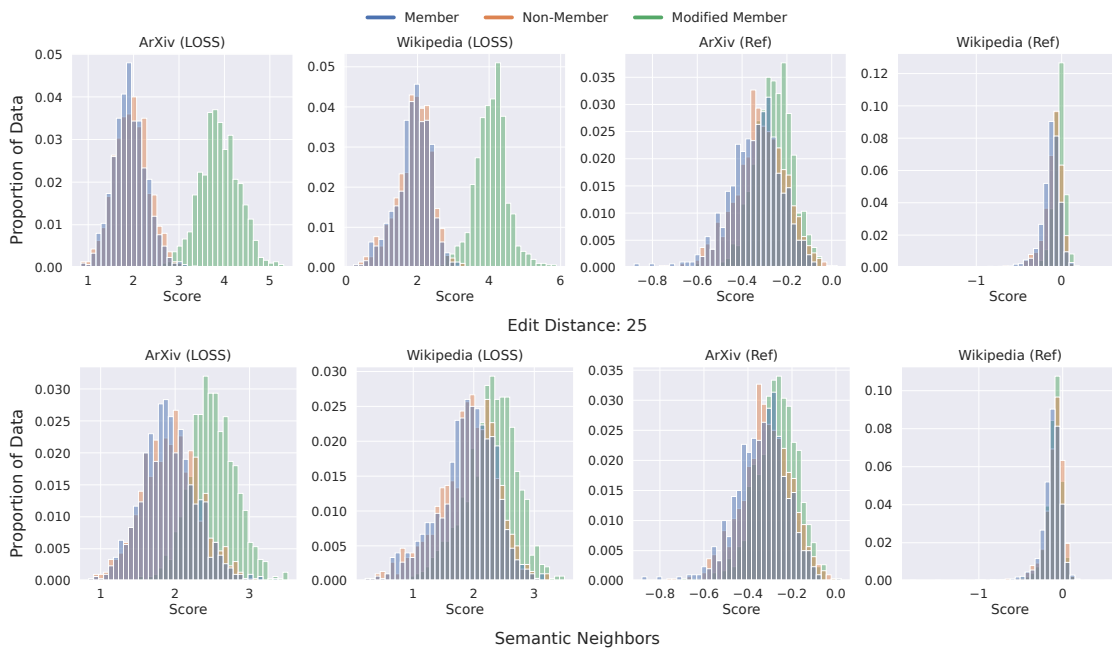 Member Non-Member Modified Member
ArXiv (LOSS) Wikipedia (LOSS) ArXiv (Ref) Wikipedia (Ref)
Proportion of Data
0.05 0.04 0.03 0.02 0.01 0.00
0.05 0.04 0.03 0.02 0.01 0.00
0.035 0.030 0.025 0.020 0.015 0.010 0.005 0.000
0.12 0.10 0.08 0.06 0.04 0.02 0.00
1 2 3 4 5 0 2 4 6 −0.8 −0.6 −0.4 −0.2 0.0 −1 0
Score Score Score Score
Edit Distance: 25
ArXiv (LOSS) Wikipedia (LOSS) ArXiv (Ref) Wikipedia (Ref)
Proportion of Data
0.030 0.025 0.020 0.015 0.010 0.005 0.000
0.030 0.025 0.020 0.015 0.010 0.005 0.000
0.035 0.030 0.025 0.020 0.015 0.010 0.005 0.000
0.10 0.08 0.06 0.04 0.02 0.00
1 2 3 1 2 3 −0.8 −0.6 −0.4 −0.2 0.0 −1 0
Score Score Score Score
Semantic Neighbors